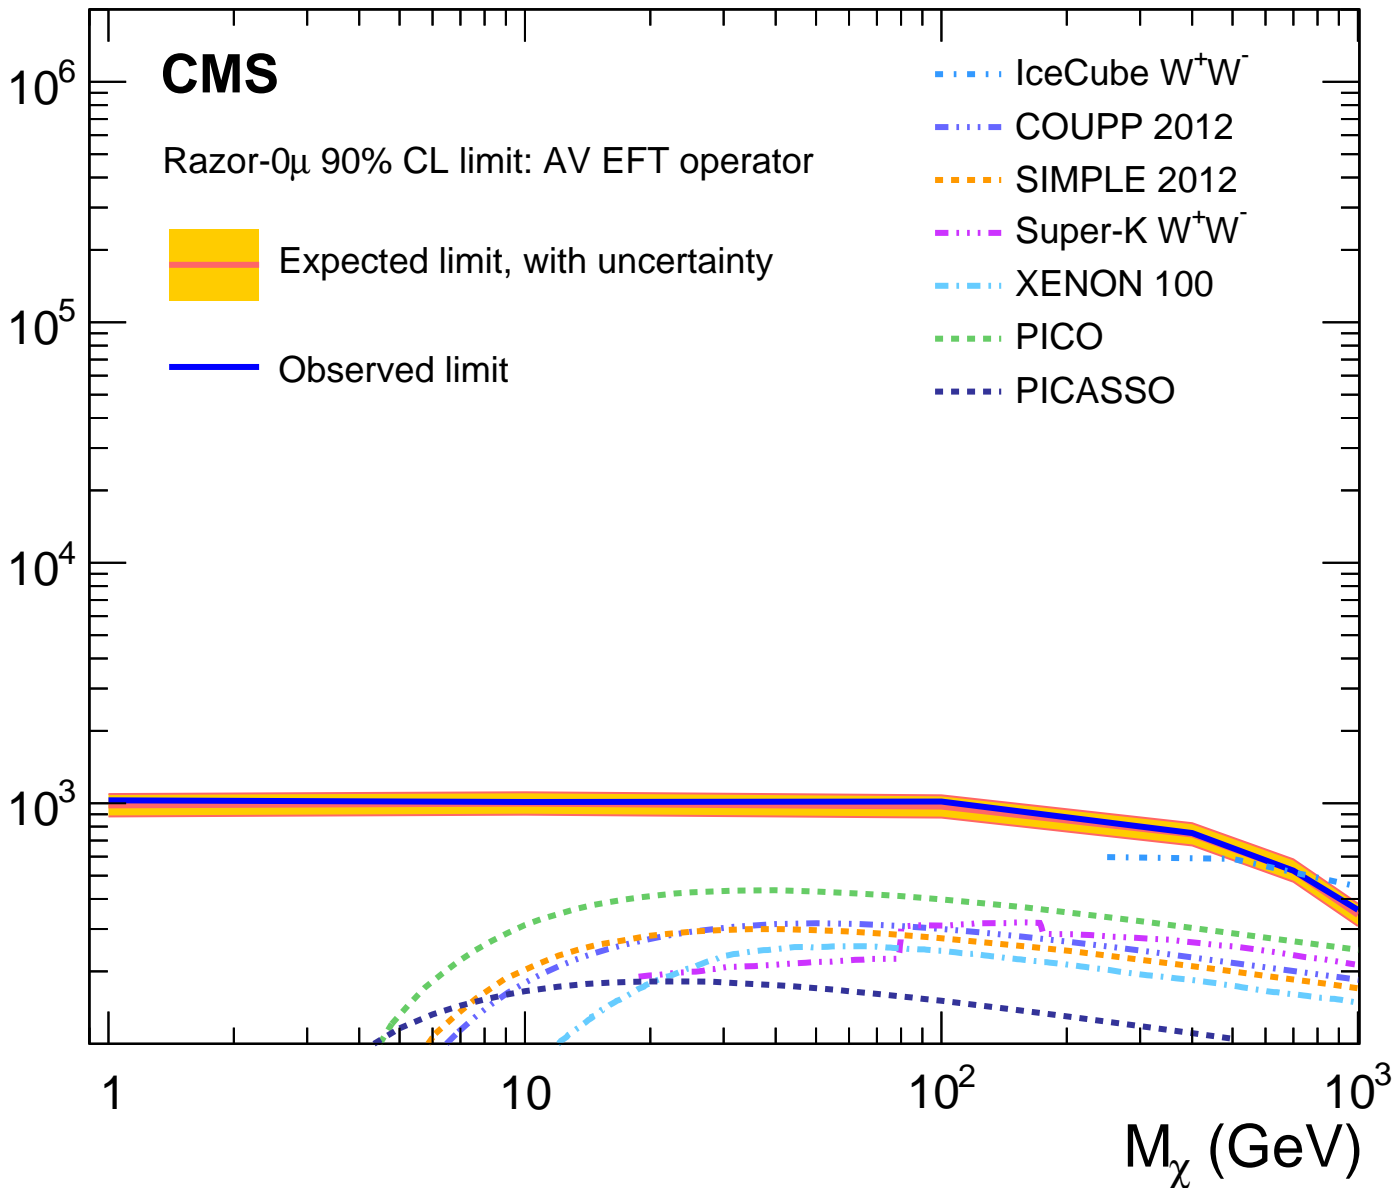 CMS
Razor-0μ 90% CL limit: AV EFT operator
Expected limit, with uncertainty
Observed limit
IceCube W⁺W⁻
COUPP 2012
SIMPLE 2012
Super-K W⁺W⁻
XENON 100
PICO
PICASSO
10⁶
10⁵
10⁴
10³
1 10 10² 10³
M_χ (GeV)